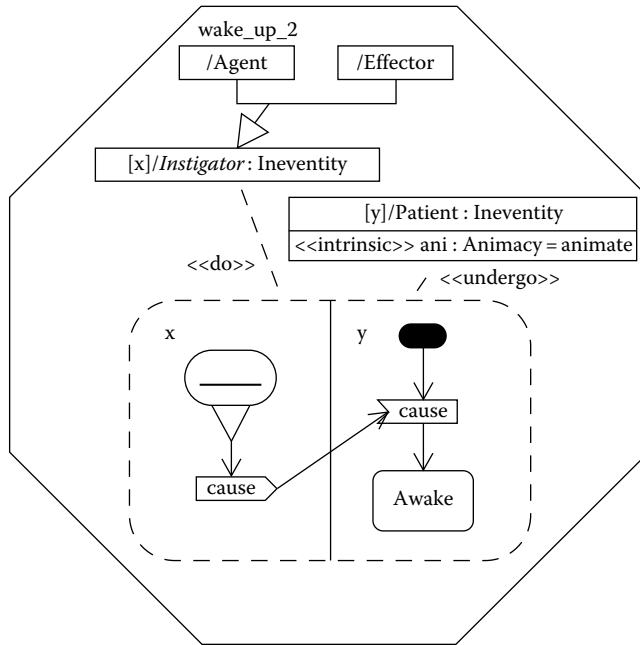 wake_up_2
/Agent
/Effector
[x]/Instigator : Ineventity
[y]/Patient : Ineventity
<<intrinsic>> ani : Animacy = animate
<<do>>
<<undergo>>
x
y
cause
cause
Awake